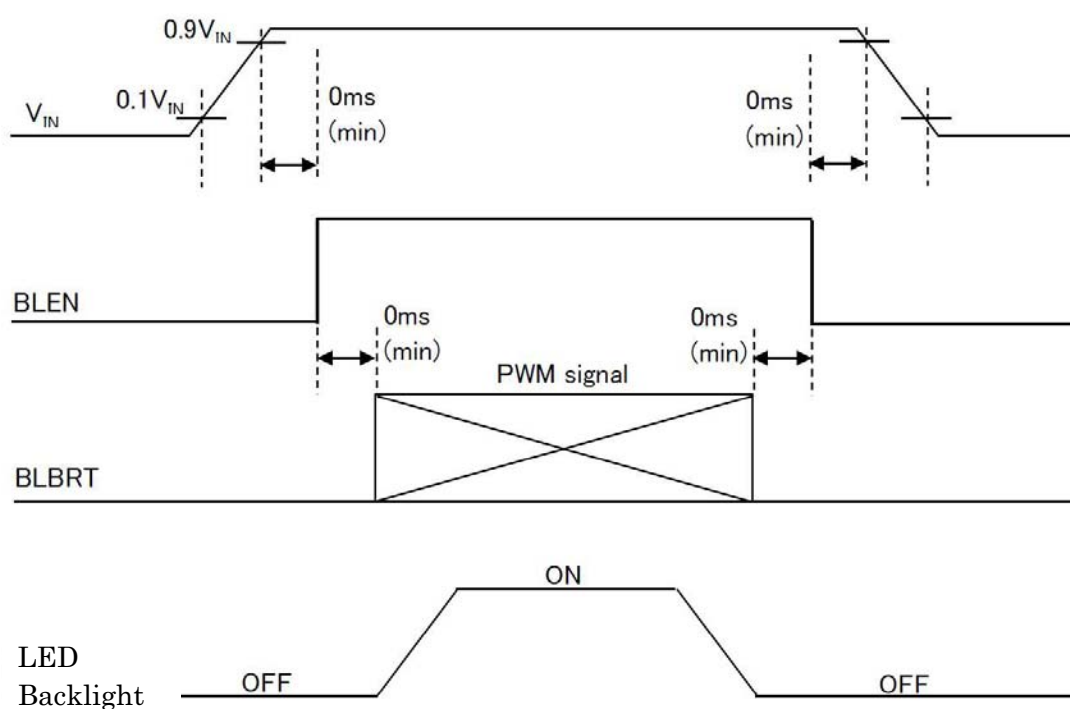 0.9VIN
0.1VIN
VIN
0ms
(min)
0ms
(min)
BLEN
0ms
(min)
0ms
(min)
PWM signal
BLBRT
ON
LED
Backlight
OFF
OFF